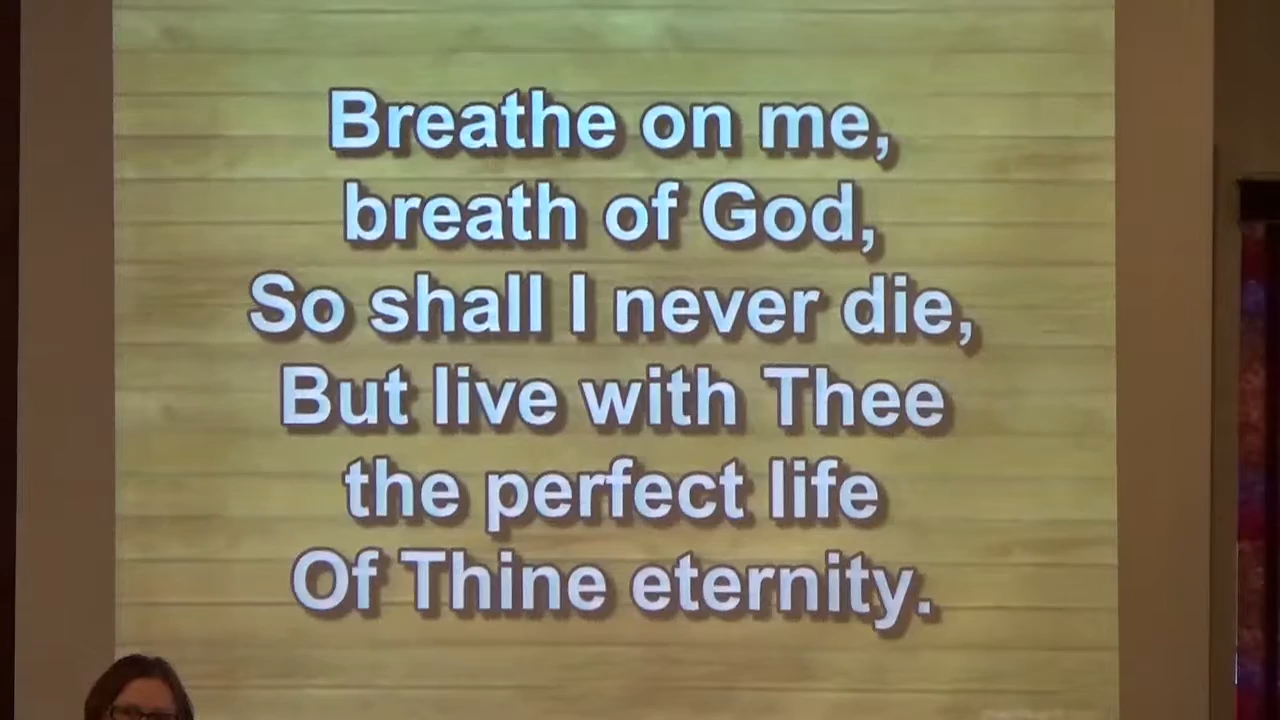 Breathe on me,
breath of God,
So shall I never die,
But live with Thee
the perfect life
Of Thine eternity.